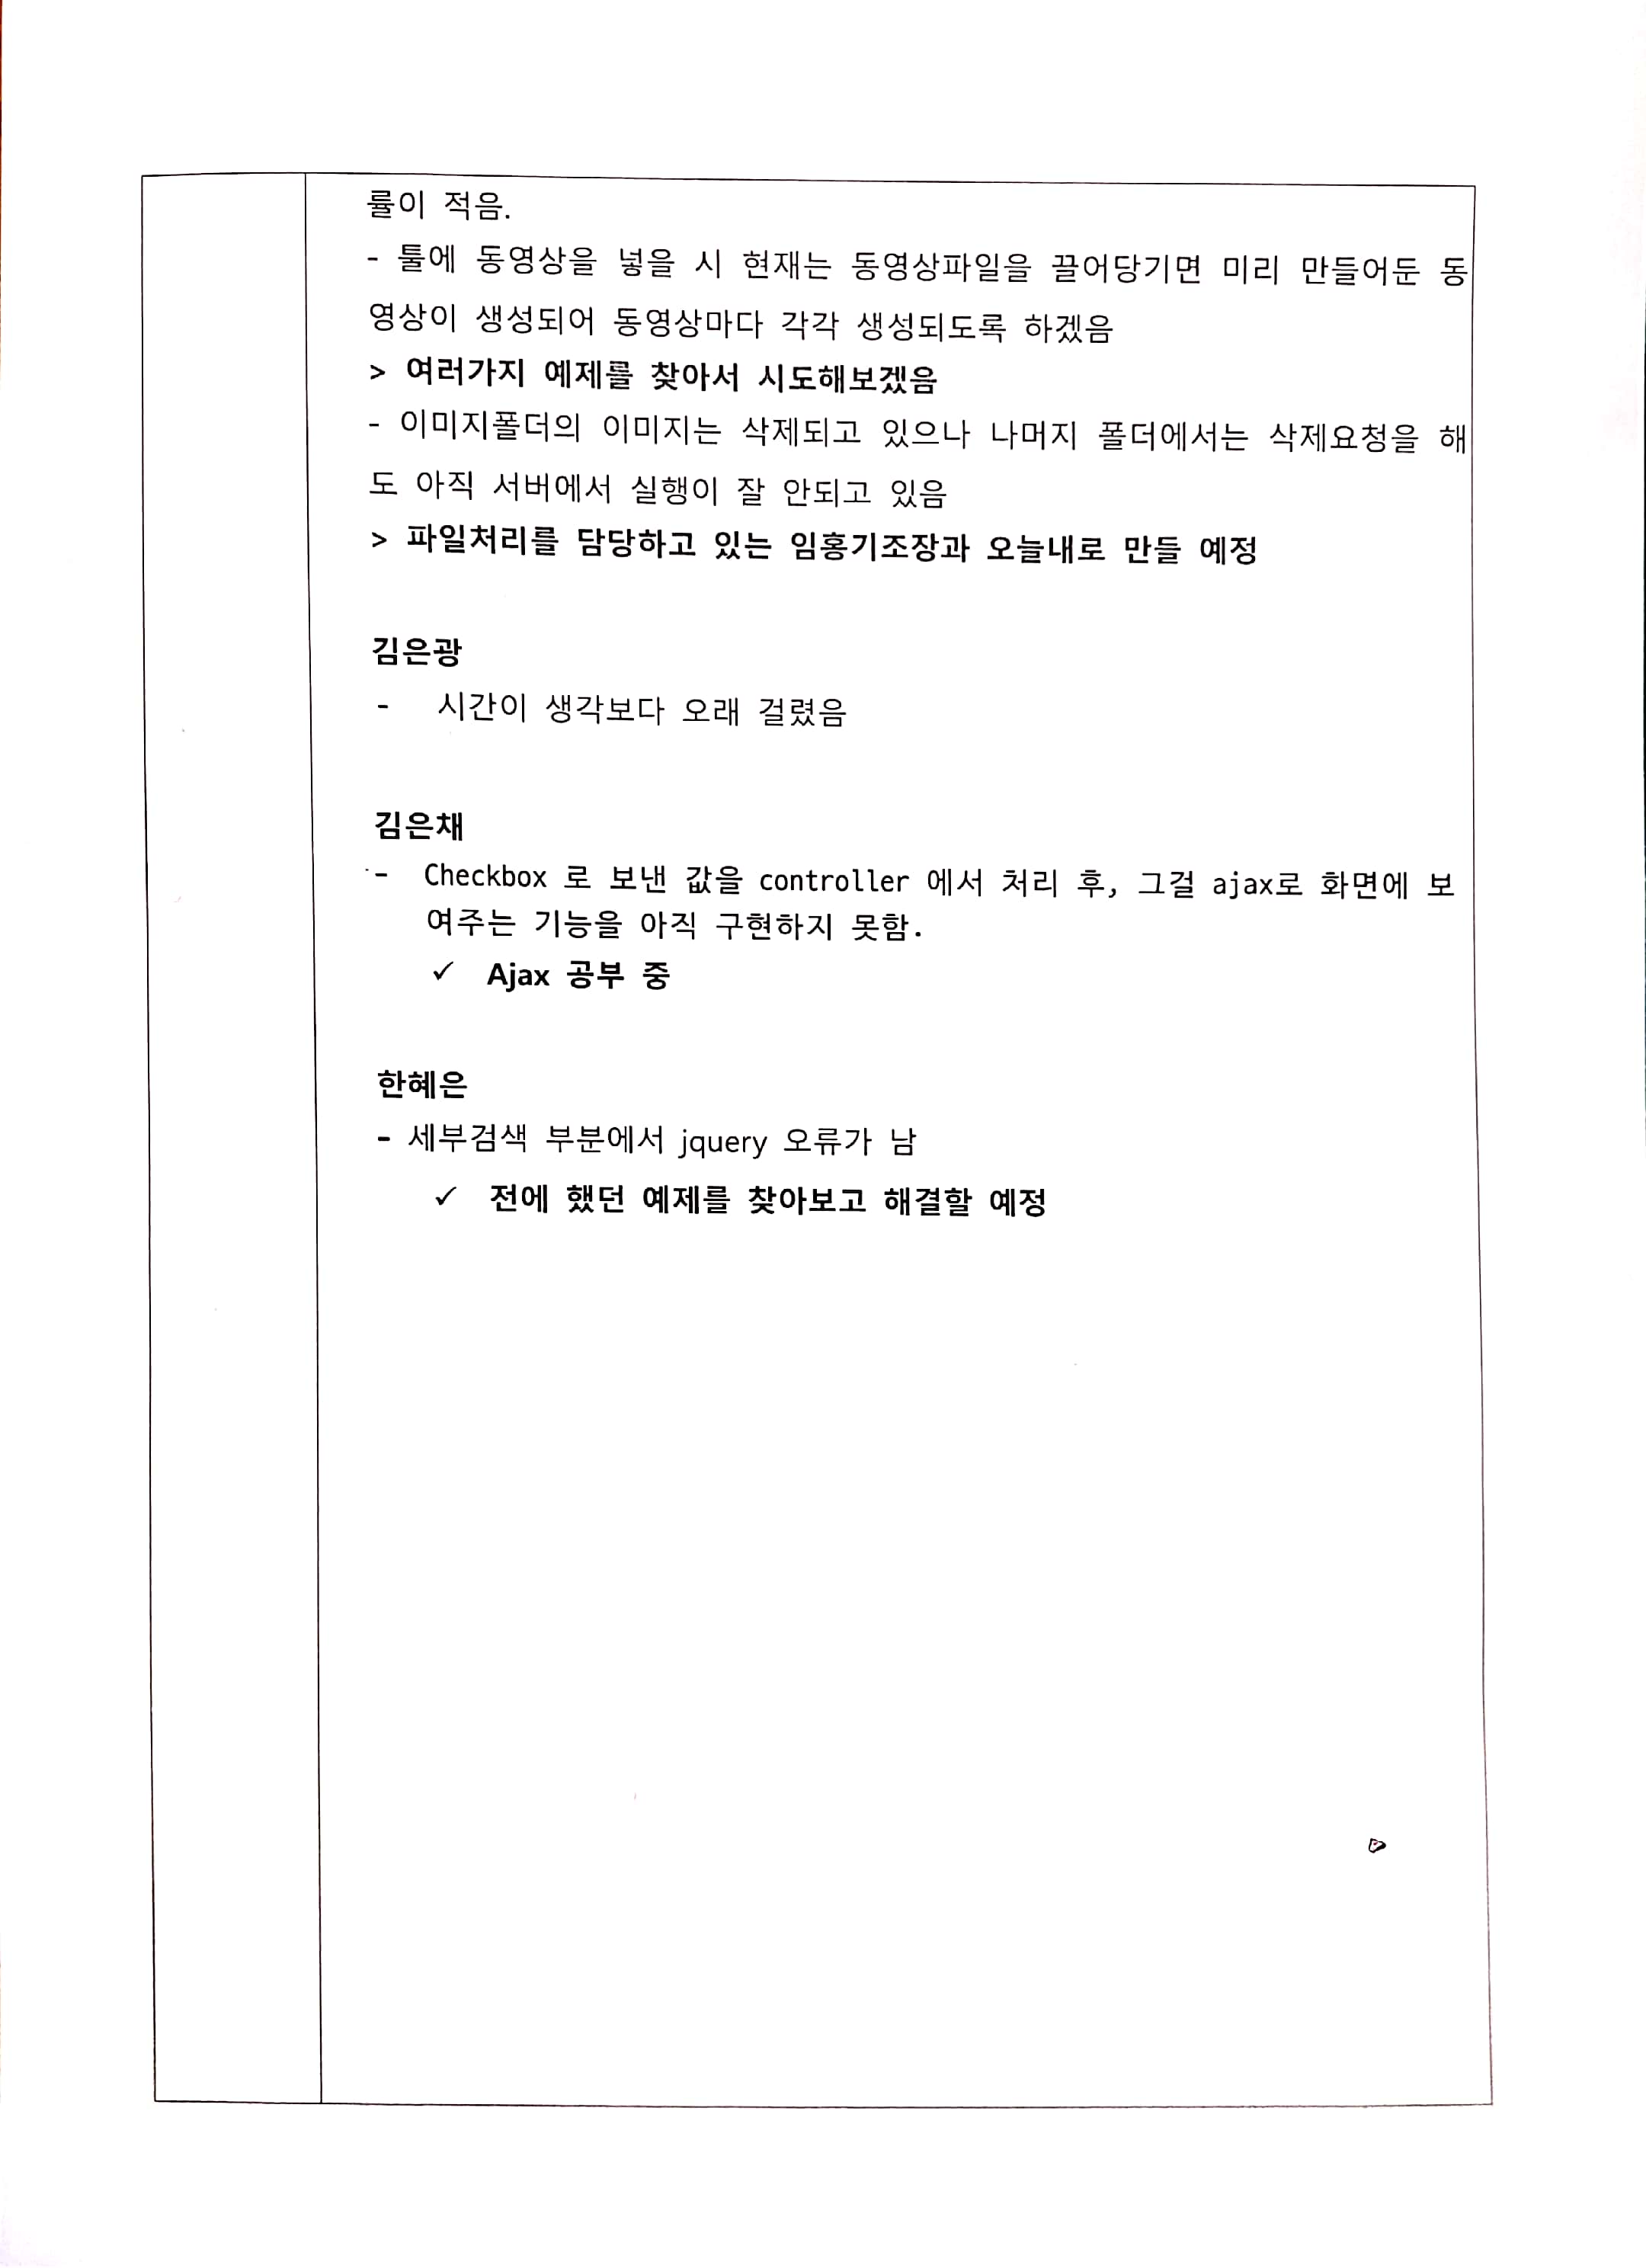 률이 적음.
- 툴에 동영상을 넣을 시 현재는 동영상파일을 끌어당기면 미리 만들어둔 동
영상이 생성되어 동영상마다 각각 생성되도록 하겠음
> 여러가지 예제를 찾아서 시도해보겠음
- 이미지폴더의 이미지는 삭제되고 있으나 나머지 폴더에서는 삭제요청을 해
도 아직 서버에서 실행이 잘 안되고 있음
> 파일처리를 담당하고 있는 임홍기조장과 오늘내로 만들 예정
김은광
- 시간이 생각보다 오래 걸렸음
김은채
- Checkbox 로 보낸 값을 controller 에서 처리 후, 그걸 ajax로 화면에 보
여주는 기능을 아직 구현하지 못함.
✓ Ajax 공부 중
한혜은
- 세부검색 부분에서 jquery 오류가 남
✓ 전에 했던 예제를 찾아보고 해결할 예정